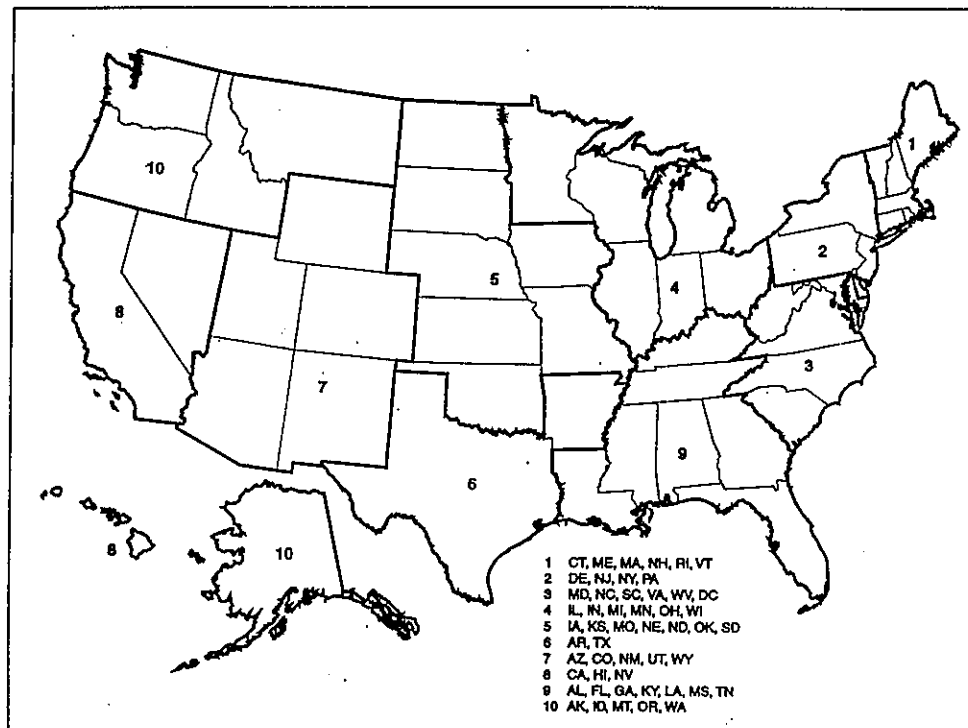 1
10
2
5
4
8
3
7
9
6
8
10
1 CT, ME, MA, NH, RI, VT
2 DE, NJ, NY, PA
3 MD, NC, SC, VA, WV, DC
4 IL, IN, MI, MN, OH, WI
5 IA, KS, MO, NE, ND, OK, SD
6 AR, TX
7 AZ, CO, NM, UT, WY
8 CA, HI, NV
9 AL, FL, GA, KY, LA, MS, TN
10 AK, ID, MT, OR, WA